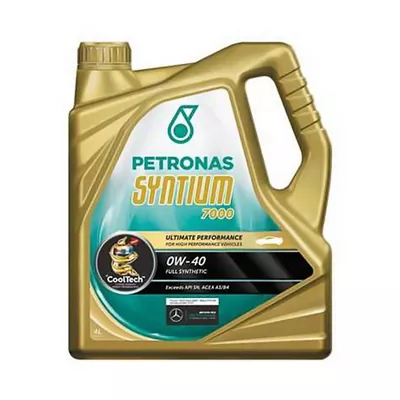 PETRONAS
SYNTIUM
7000
ULTIMATE PERFORMANCE
FOR HIGH PERFORMANCE VEHICLES
0W-40
FULL SYNTHETIC
"CoolTech"
Exceeds API SN, ACEA A3/B4
4L